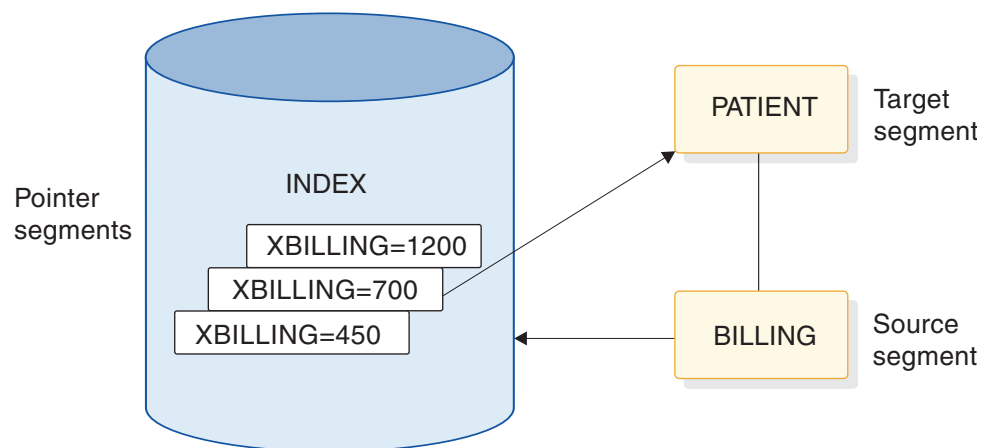 Pointer
segments
INDEX
XBILLING=1200
XBILLING=700
XBILLING=450
PATIENT
Target
segment
BILLING
Source
segment